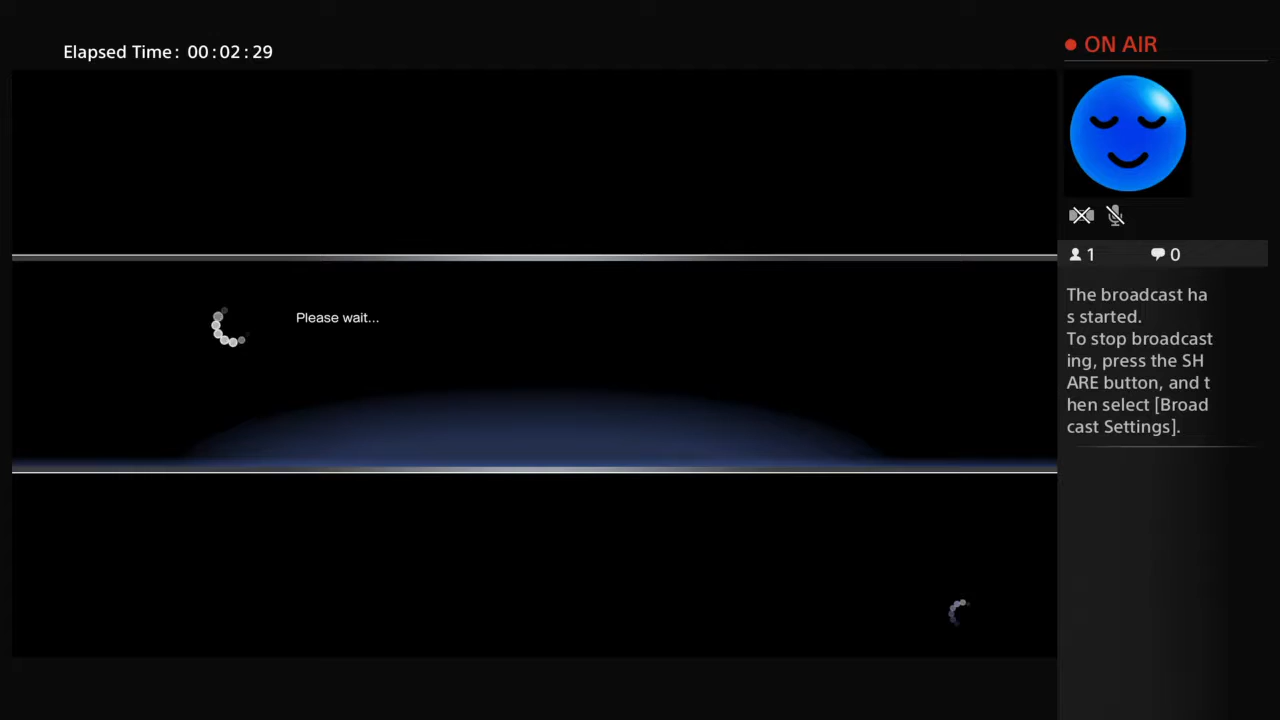 Elapsed Time: 00:02:29
ON AIR
1 0
Please wait...
The broadcast ha
s started.
To stop broadcast
ing, press the SH
ARE button, and t
hen select [Broad
cast Settings].